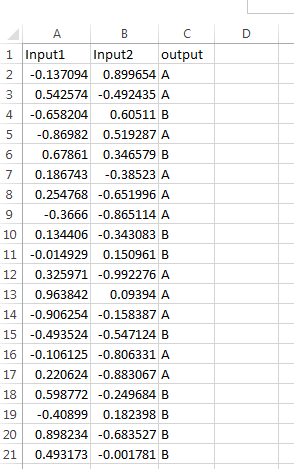 A B C D
1 Input1 Input2 output
2 -0.137094 0.899654 A
3 0.542574 -0.492435 A
4 -0.658204 0.60511 B
5 -0.86982 0.519287 A
6 0.67861 0.346579 B
7 0.186743 -0.38523 A
8 0.254768 -0.651996 A
9 -0.3666 -0.865114 A
10 0.134406 -0.343083 B
11 -0.014929 0.150961 B
12 0.325971 -0.992276 A
13 0.963842 0.09394 A
14 -0.906254 -0.158387 A
15 -0.493524 -0.547124 B
16 -0.106125 -0.806331 A
17 0.220624 -0.883067 A
18 0.598772 -0.249684 B
19 -0.40899 0.182398 B
20 0.898234 -0.683527 B
21 0.493173 -0.001781 B